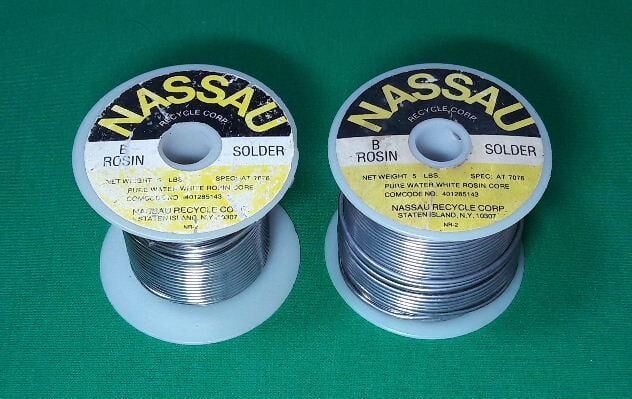 NASSAU
RECYCLE CORP.
B
ROSIN SOLDER
NET WEIGHT 5 LBS. SPEC: AT 7076
PURE WATER WHITE ROSIN CORE
COMCODE NO. 401285143
NASSAU RECYCLE CORP.
STATEN ISLAND, N.Y. 10307
NR-2
NASSAU
RECYCLE CORP.
B
ROSIN SOLDER
NET WEIGHT 5 LBS. SPEC: AT 7076
PURE WATER WHITE ROSIN CORE
COMCODE NO. 401285143
NASSAU RECYCLE CORP.
STATEN ISLAND, N.Y. 10307
NR-2